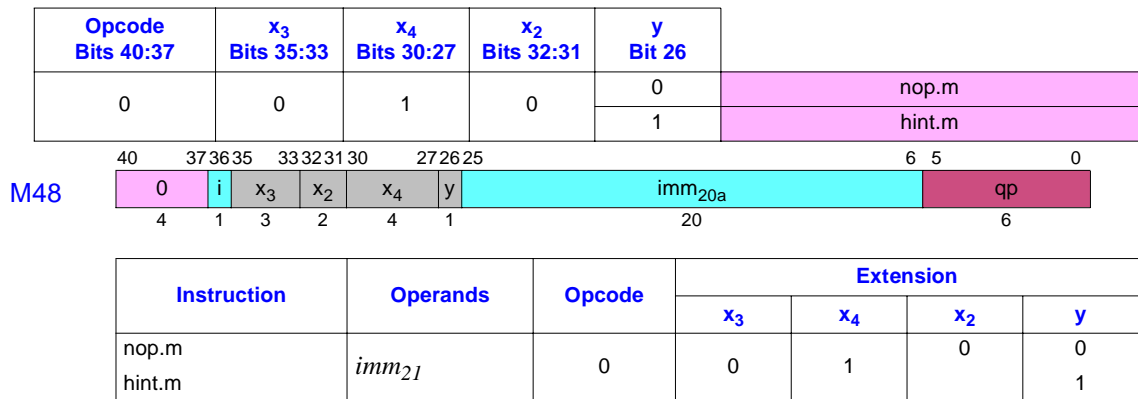 Opcode x3 x4 x2 y
Bits 40:37 Bits 35:33 Bits 30:27 Bits 32:31 Bit 26
0 0 1 0 0 nop.m
1 hint.m
40 37 36 35 33 32 31 30 27 26 25 6 5 0
M48 0 i x3 x2 x4 y imm20a qp
4 1 3 2 4 1 20 6
Instruction Operands Opcode Extension
x3 x4 x2 y
nop.m imm21 0 0 1 0 0
hint.m 1